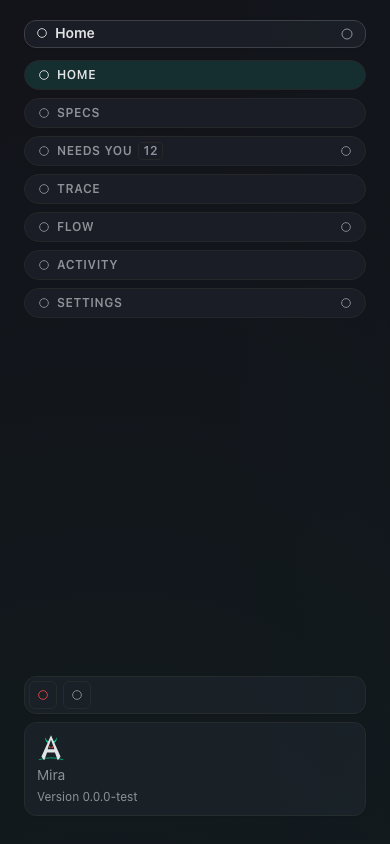 Home
HOME
SPECS
NEEDS YOU 12
TRACE
FLOW
ACTIVITY
SETTINGS
Mira
Version 0.0.0-test